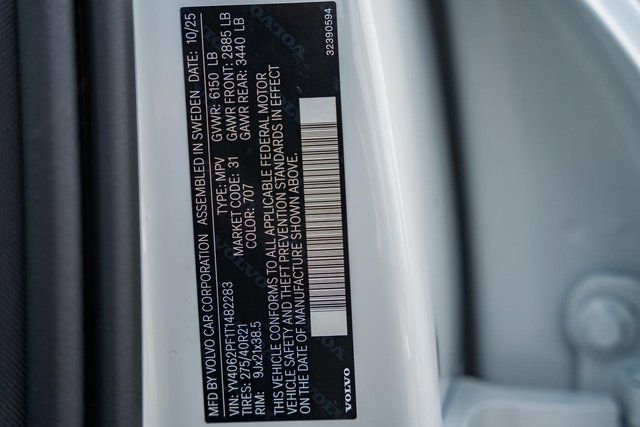 MFD BY VOLVO CAR CORPORATION ASSEMBLED IN SWEDEN DATE: 10/25
VIN: YV4062PF1T1482283 TYPE: MPV GVWR: 6150 LB
TIRES: 275/40R21 MARKET CODE: 31 GAWR FRONT: 2885 LB
RIM: 9Jx21x38.5 COLOR: 707 GAWR REAR: 3440 LB
THIS VEHICLE CONFORMS TO ALL APPLICABLE FEDERAL MOTOR
VEHICLE SAFETY AND THEFT PREVENTION STANDARDS IN EFFECT
ON THE DATE OF MANUFACTURE SHOWN ABOVE.
VOLVO 32390594